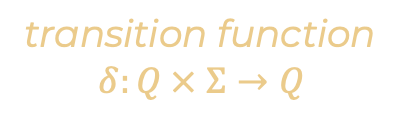 transition function
δ: Q × Σ → Q